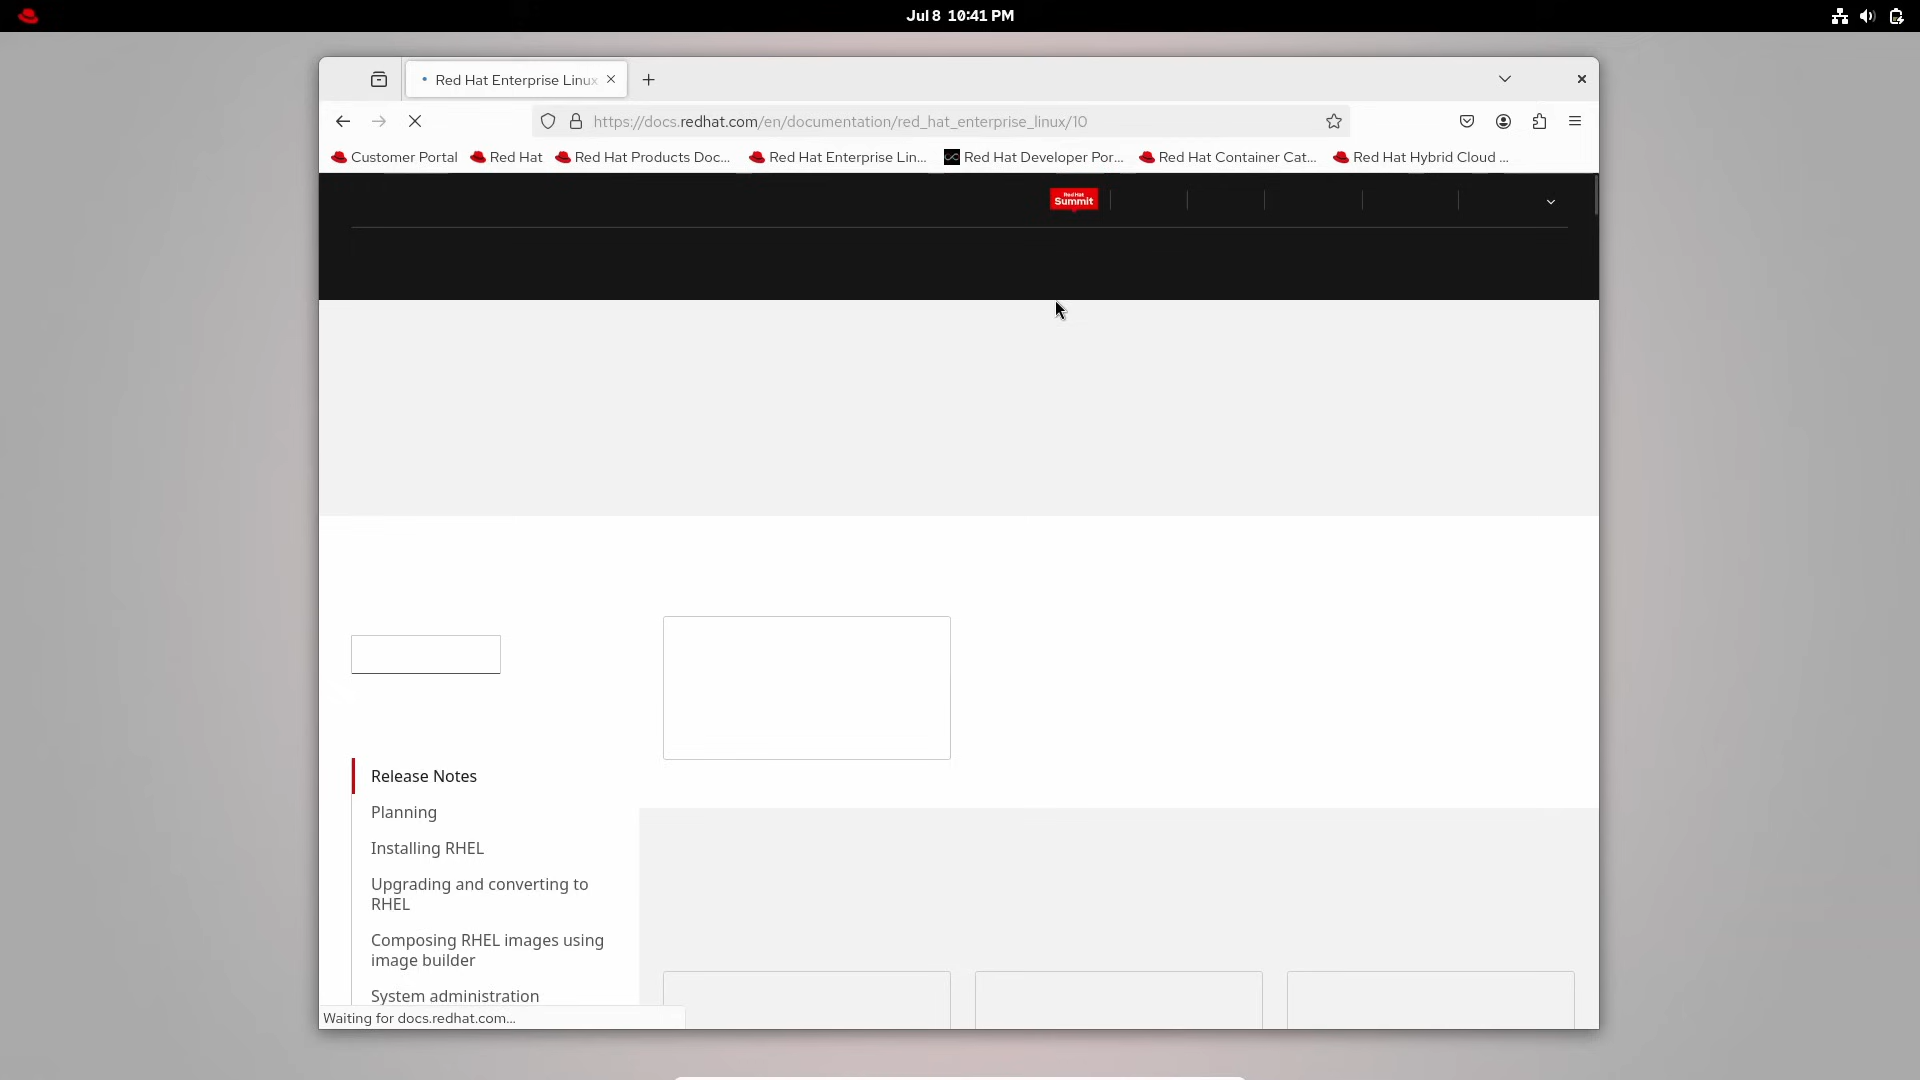 Jul 8 10:41 PM
Red Hat Enterprise Linux
https://docs.redhat.com/en/documentation/red_hat_enterprise_linux/10
Customer Portal Red Hat Red Hat Products Doc... Red Hat Enterprise Lin... Red Hat Developer Por... Red Hat Container Cat... Red Hat Hybrid Cloud ...
Red Hat
Summit
Release Notes
Planning
Installing RHEL
Upgrading and converting to
RHEL
Composing RHEL images using
image builder
System administration
Waiting for docs.redhat.com...